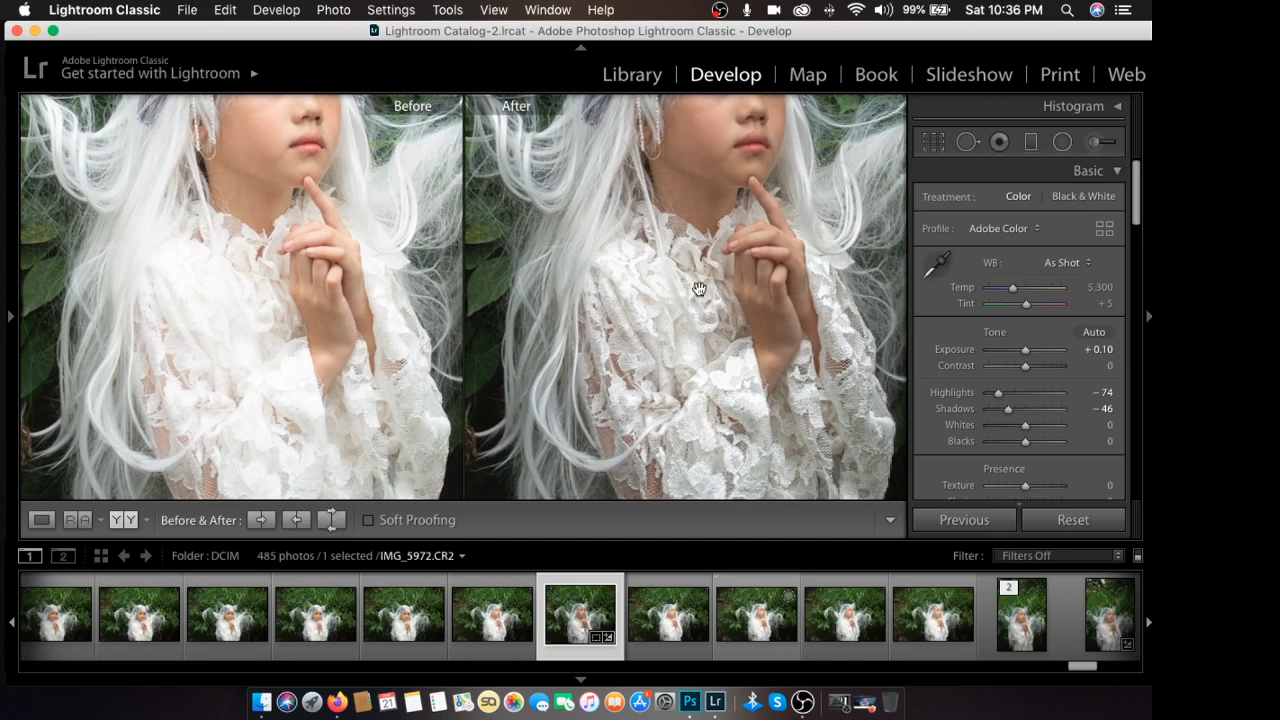 Lightroom Classic File Edit Develop Photo Settings Tools View Window Help 99% Sat 10:36 PM
Lightroom Catalog-2.lrcat - Adobe Photoshop Lightroom Classic - Develop
Lr Adobe Lightroom Classic
Get started with Lightroom
Library Develop Map Book Slideshow Print Web
Before After
Histogram
Basic
Treatment : Color Black & White
Profile : Adobe Color
WB : As Shot
Temp 5,300
Tint + 5
Tone Auto
Exposure + 0.10
Contrast 0
Highlights − 74
Shadows − 46
Whites 0
Blacks 0
Presence
Texture 0
R A Y Y Before & After : Soft Proofing Previous Reset
1 2 Folder : DCIM 485 photos / 1 selected / IMG_5972.CR2 Filter : Filters Off
2
21 SQ Ps Lr